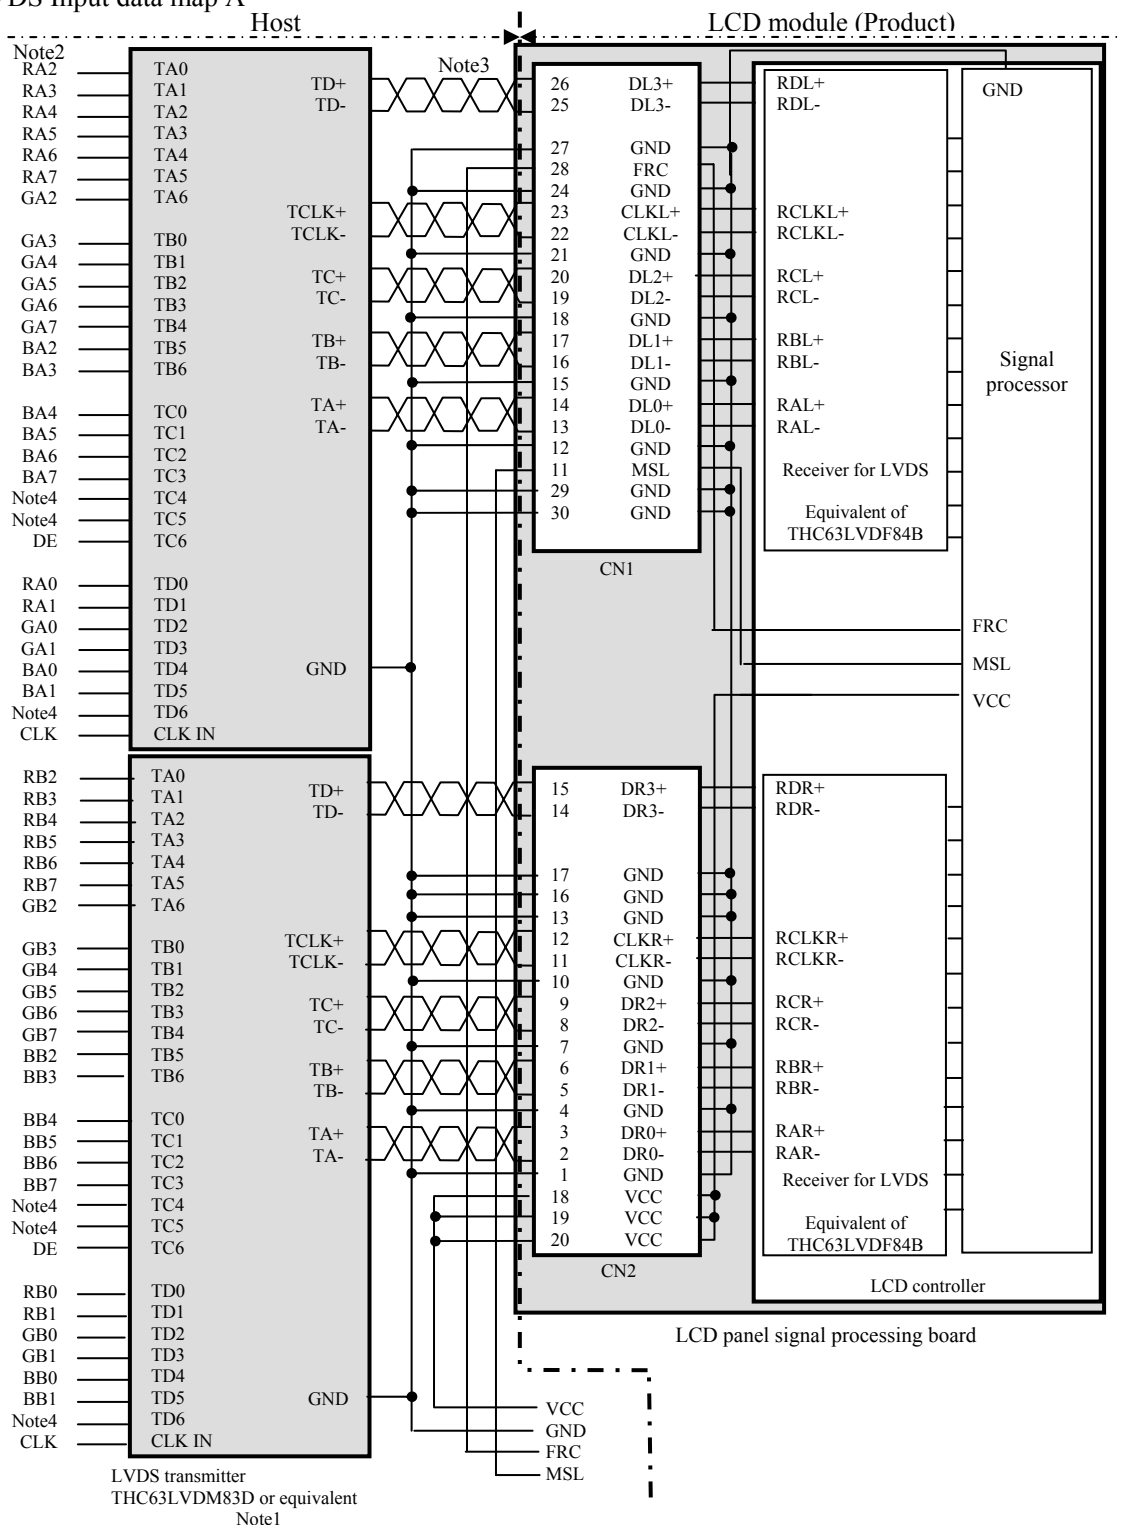 DS Input data map A
Host
LCD module (Product)
Note2
RA2 TA0
RA3 TA1
RA4 TA2
RA5 TA3
RA6 TA4
RA7 TA5
GA2 TA6
GA3 TB0
GA4 TB1
GA5 TB2
GA6 TB3
GA7 TB4
BA2 TB5
BA3 TB6
BA4 TC0
BA5 TC1
BA6 TC2
BA7 TC3
Note4 TC4
Note4 TC5
DE TC6
RA0 TD0
RA1 TD1
GA0 TD2
GA1 TD3
BA0 TD4
BA1 TD5
Note4 TD6
CLK CLK IN
TD+
TD-
TCLK+
TCLK-
TC+
TC-
TB+
TB-
TA+
TA-
GND
Note3
26 DL3+
25 DL3-
27 GND
28 FRC
24 GND
23 CLKL+
22 CLKL-
21 GND
20 DL2+
19 DL2-
18 GND
17 DL1+
16 DL1-
15 GND
14 DL0+
13 DL0-
12 GND
11 MSL
29 GND
30 GND
CN1
RDL+
RDL-
RCLKL+
RCLKL-
RCL+
RCL-
RBL+
RBL-
RAL+
RAL-
Receiver for LVDS
Equivalent of
THC63LVDF84B
GND
Signal
processor
FRC
MSL
VCC
RB2 TA0
RB3 TA1
RB4 TA2
RB5 TA3
RB6 TA4
RB7 TA5
GB2 TA6
GB3 TB0
GB4 TB1
GB5 TB2
GB6 TB3
GB7 TB4
BB2 TB5
BB3 TB6
BB4 TC0
BB5 TC1
BB6 TC2
BB7 TC3
Note4 TC4
Note4 TC5
DE TC6
RB0 TD0
RB1 TD1
GB0 TD2
GB1 TD3
BB0 TD4
BB1 TD5
Note4 TD6
CLK CLK IN
TD+
TD-
TCLK+
TCLK-
TC+
TC-
TB+
TB-
TA+
TA-
GND
15 DR3+
14 DR3-
17 GND
16 GND
13 GND
12 CLKR+
11 CLKR-
10 GND
9 DR2+
8 DR2-
7 GND
6 DR1+
5 DR1-
4 GND
3 DR0+
2 DR0-
1 GND
18 VCC
19 VCC
20 VCC
CN2
RDR+
RDR-
RCLKR+
RCLKR-
RCR+
RCR-
RBR+
RBR-
RAR+
RAR-
Receiver for LVDS
Equivalent of
THC63LVDF84B
LCD controller
LCD panel signal processing board
VCC
GND
FRC
MSL
LVDS transmitter
THC63LVDM83D or equivalent
Note1